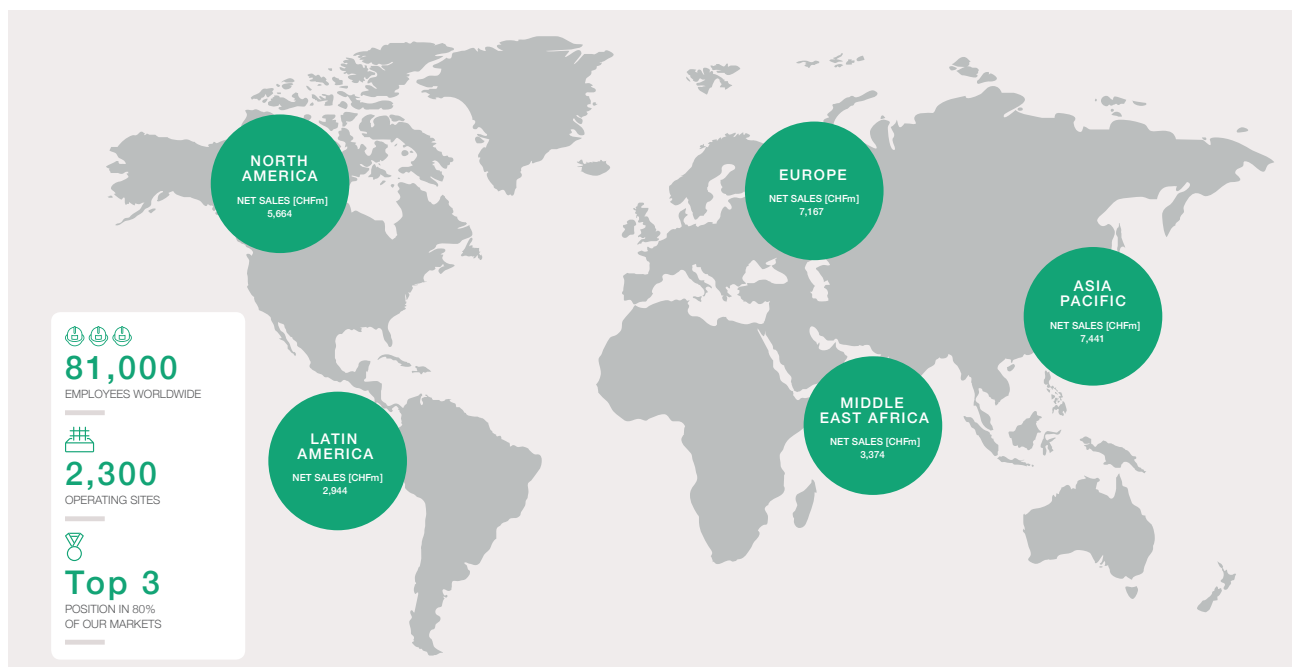 NORTH
AMERICA
NET SALES [CHFm]
5,664
EUROPE
NET SALES [CHFm]
7,167
ASIA
PACIFIC
NET SALES [CHFm]
7,441
MIDDLE
EAST AFRICA
NET SALES [CHFm]
3,374
LATIN
AMERICA
NET SALES [CHFm]
2,944
81,000
EMPLOYEES WORLDWIDE
2,300
OPERATING SITES
Top 3
POSITION IN 80%
OF OUR MARKETS